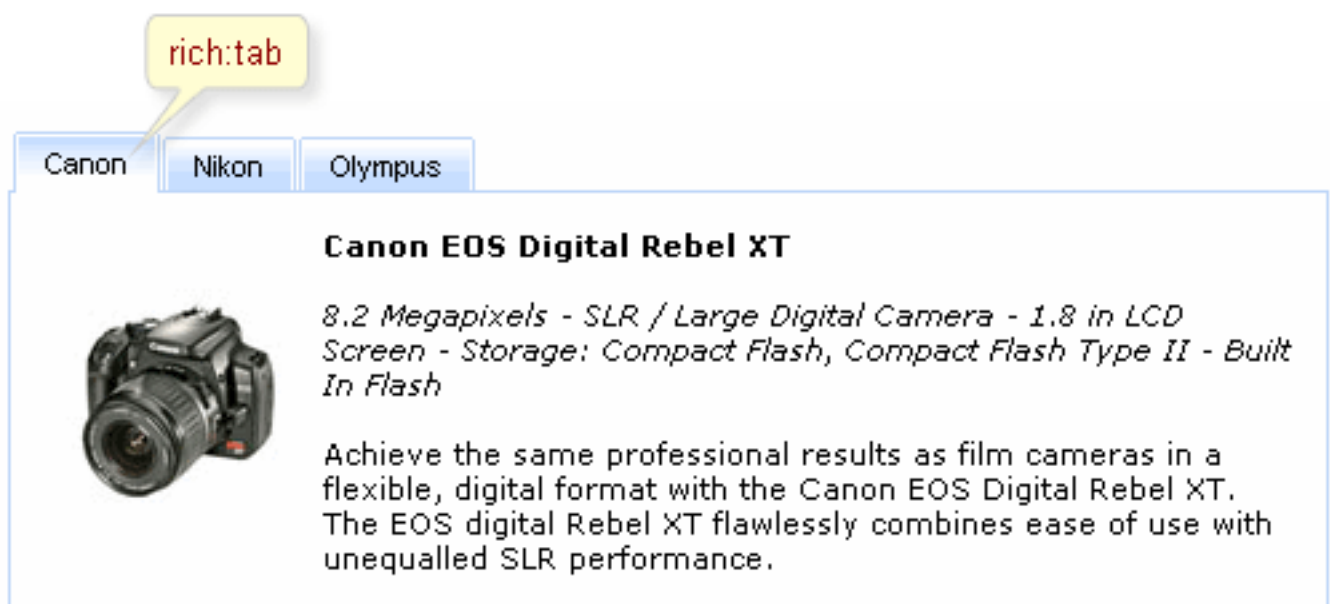 rich:tab
Canon Nikon Olympus
Canon EOS Digital Rebel XT
8.2 Megapixels - SLR / Large Digital Camera - 1.8 in LCD
Screen - Storage: Compact Flash, Compact Flash Type II - Built
In Flash
Achieve the same professional results as film cameras in a
flexible, digital format with the Canon EOS Digital Rebel XT.
The EOS digital Rebel XT flawlessly combines ease of use with
unequalled SLR performance.